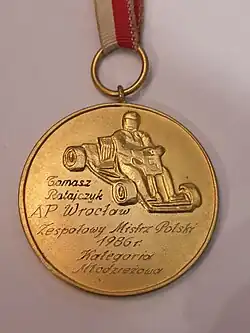 Tomasz
Ratajczyk
AP Wrocław
Zespołowy Mistrz Polski
1986 r.
Kategoria
Młodzieżowa